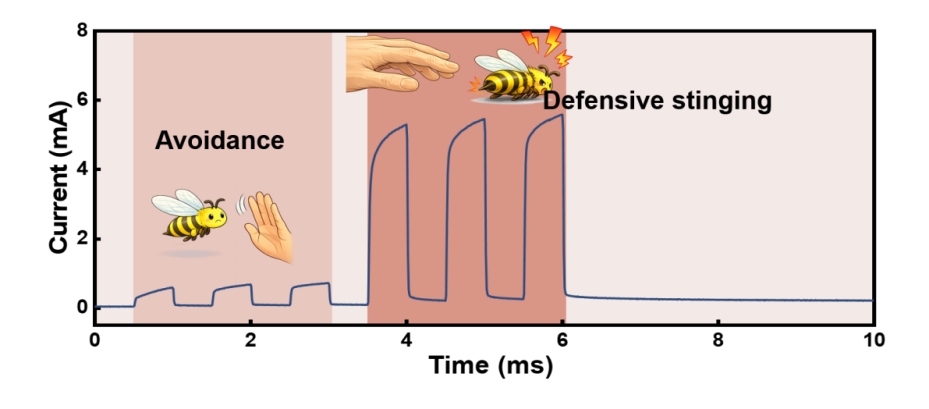 8
6
4
2
0
Current (mA)
Avoidance
Defensive stinging
0 2 4 6 8 10
Time (ms)